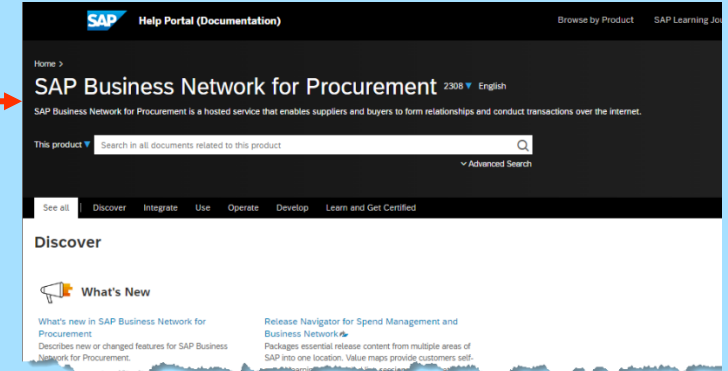 SAP Help Portal (Documentation) Browse by Product SAP Learning Jou
Home >
SAP Business Network for Procurement 2308 English
SAP Business Network for Procurement is a hosted service that enables suppliers and buyers to form relationships and conduct transactions over the internet.
This product Search in all documents related to this product
Advanced Search
See all Discover Integrate Use Operate Develop Learn and Get Certified
Discover
What's New
What's new in SAP Business Network for
Procurement
Describes new or changed features for SAP Business
Network for Procurement.
Release Navigator for Spend Management and
Business Network
Packages essential release content from multiple areas of
SAP into one location. Value maps provide customers self-